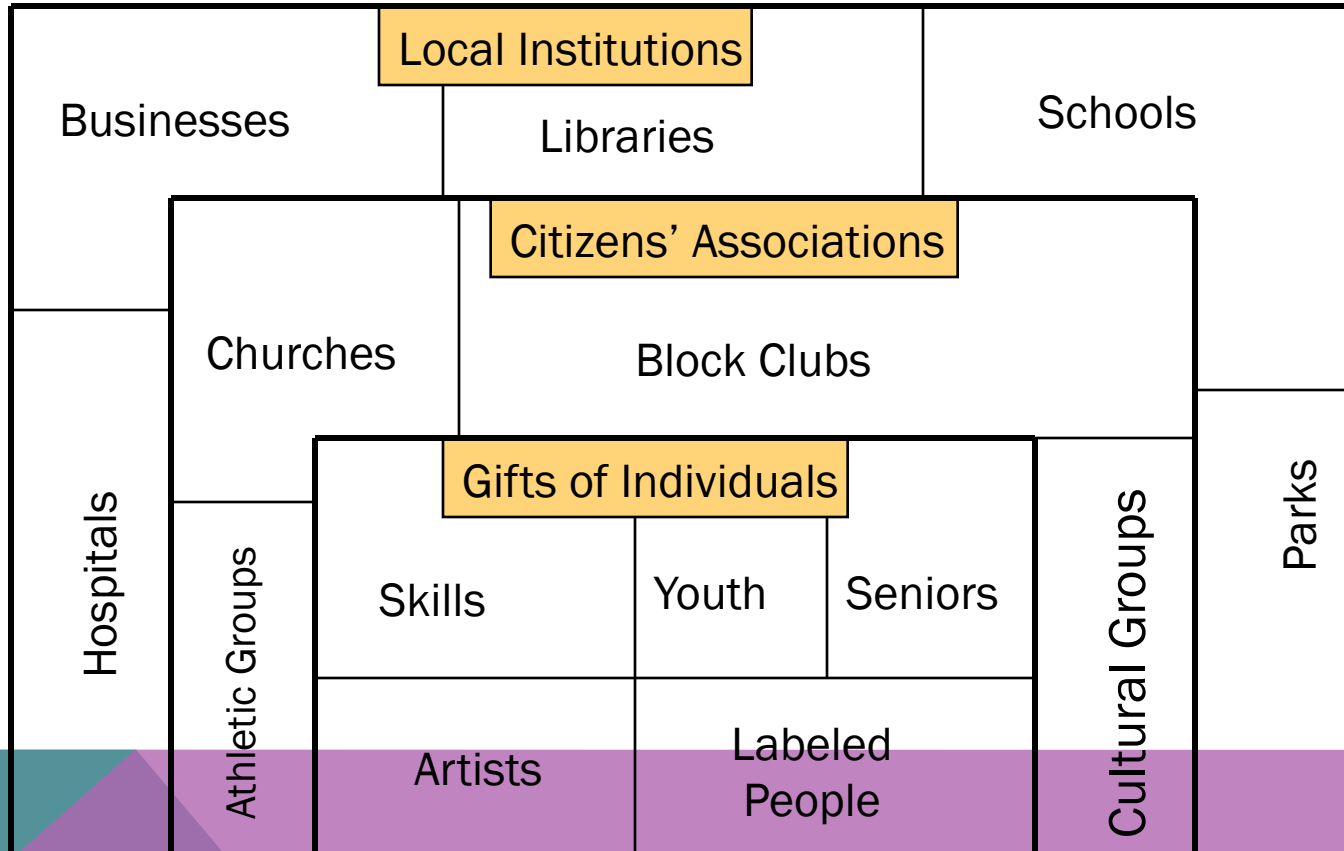 Local Institutions
Businesses
Libraries
Schools
Citizens’ Associations
Churches
Block Clubs
Gifts of Individuals
Hospitals
Athletic Groups
Skills
Youth
Seniors
Cultural Groups
Parks
Artists
Labeled
People